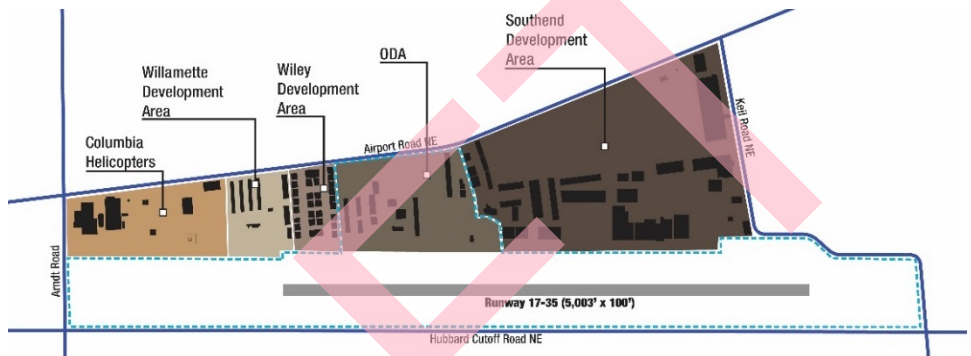 Southend
Development
Area
ODA
Wiley
Development
Area
Willamette
Development
Area
Columbia
Helicopters
Airport Road NE
Keil Road NE
Arndt Road
Runway 17-35 (5,003' x 100')
Hubbard Cutoff Road NE